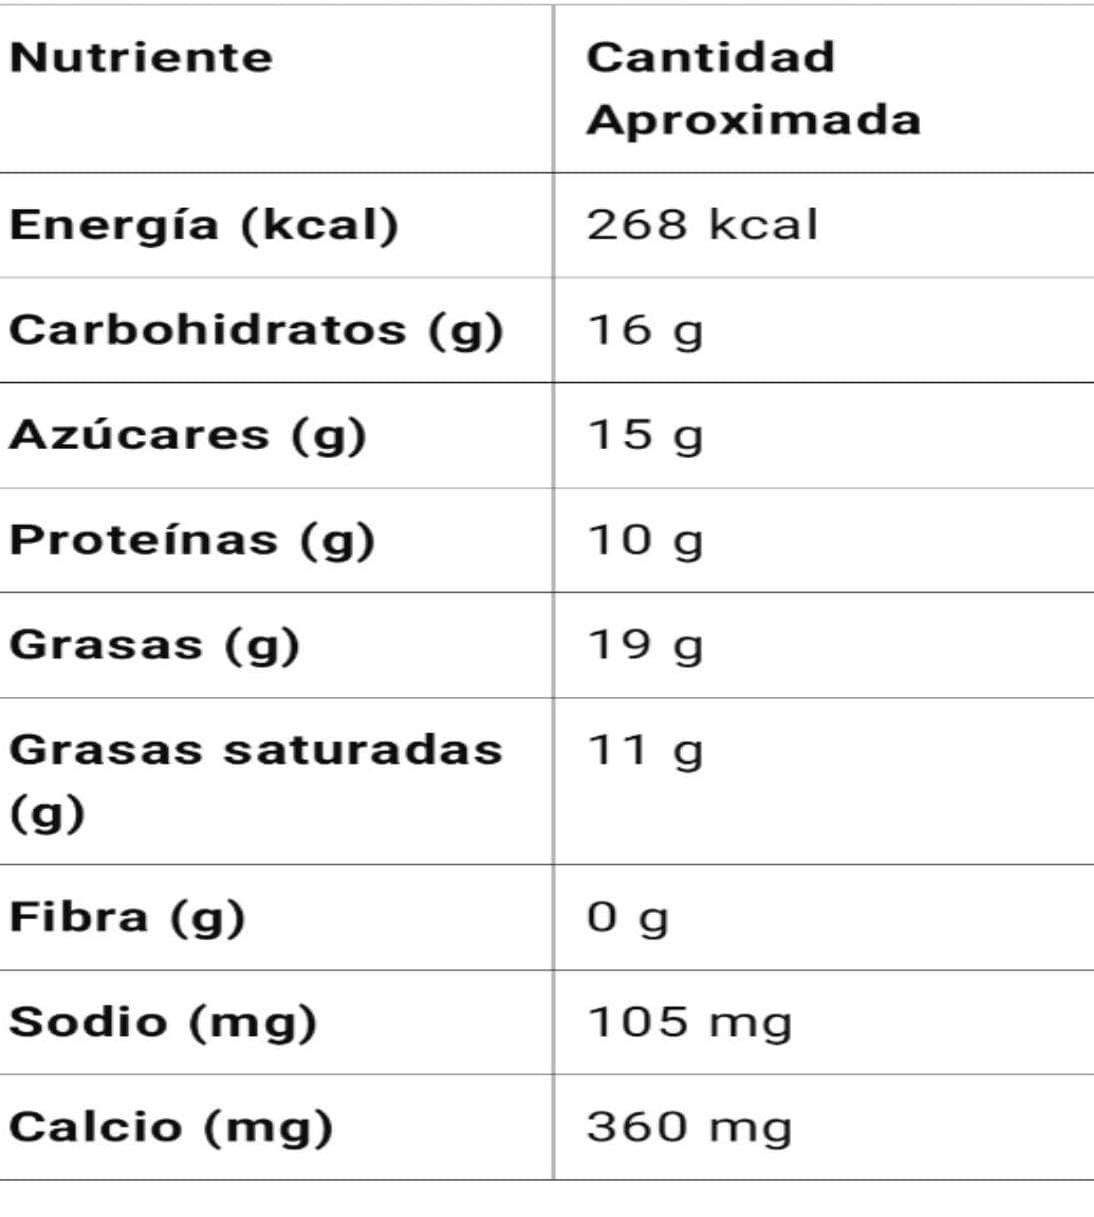 Nutriente
Cantidad
Aproximada
Energía (kcal)
268 kcal
Carbohidratos (g)
16 g
Azúcares (g)
15 g
Proteínas (g)
10 g
Grasas (g)
19 g
Grasas saturadas
(g)
11 g
Fibra (g)
0 g
Sodio (mg)
105 mg
Calcio (mg)
360 mg